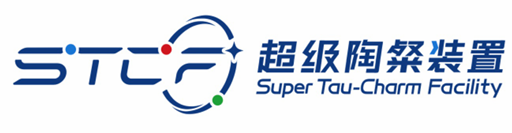 STCF
超级陶粲装置
Super Tau-Charm Facility